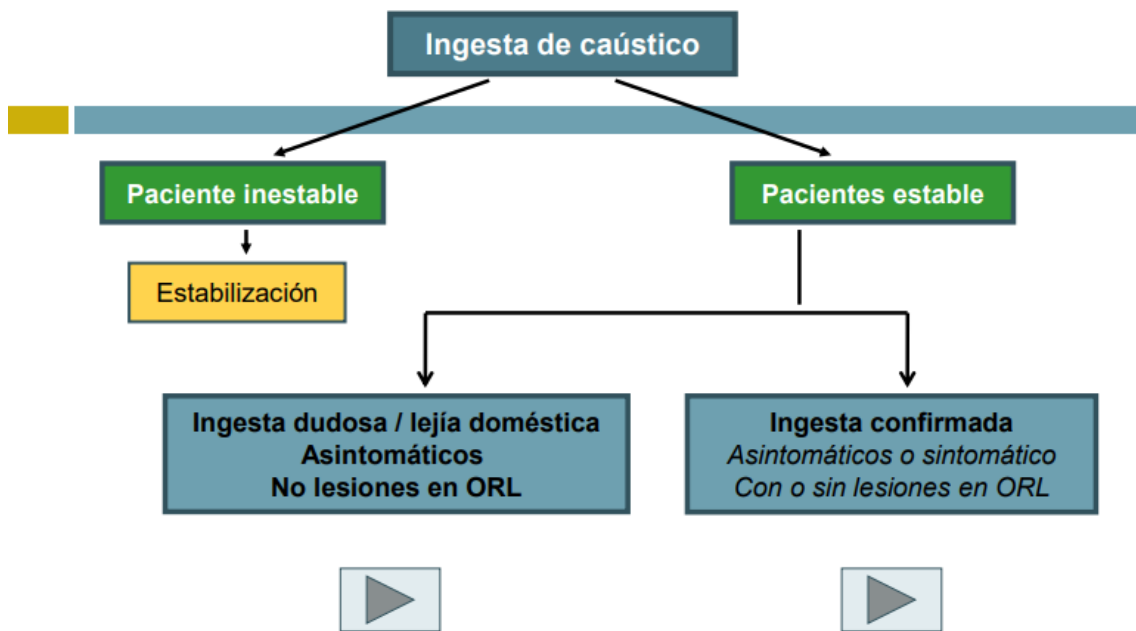 Ingesta de caústico
Paciente inestable
Pacientes estable
Estabilización
Ingesta dudosa / lejía doméstica
Asintomáticos
No lesiones en ORL
Ingesta confirmada
Asintomáticos o sintomático
Con o sin lesiones en ORL